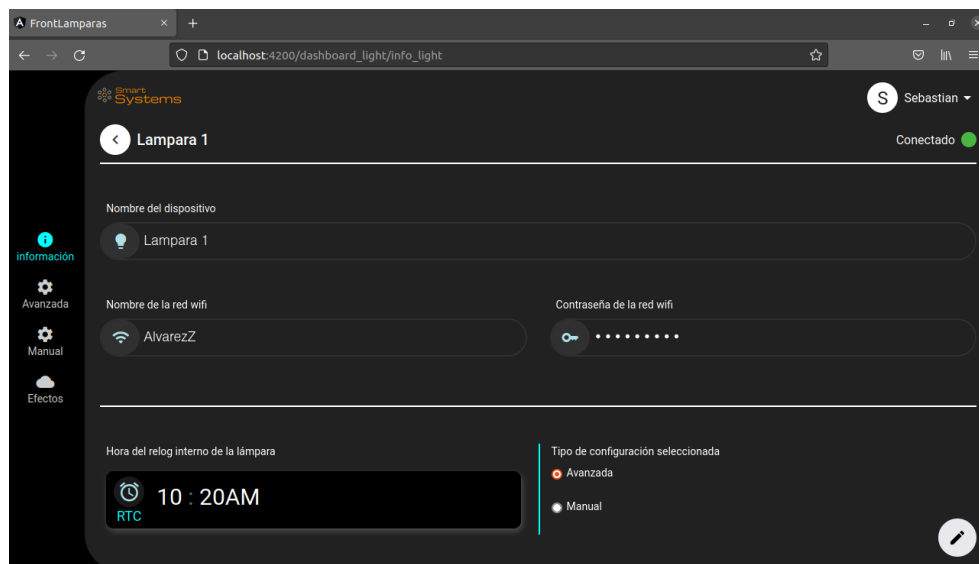 FrontLamparas
localhost:4200/dashboard_light/info_light
Smart
Systems
S Sebastian
Lampara 1
Conectado
Nombre del dispositivo
Lampara 1
información
Avanzada
Manual
Efectos
Nombre de la red wifi
Contraseña de la red wifi
AlvarezZ
Hora del relog interno de la lámpara
10 : 20AM
RTC
Tipo de configuración seleccionada
Avanzada
Manual